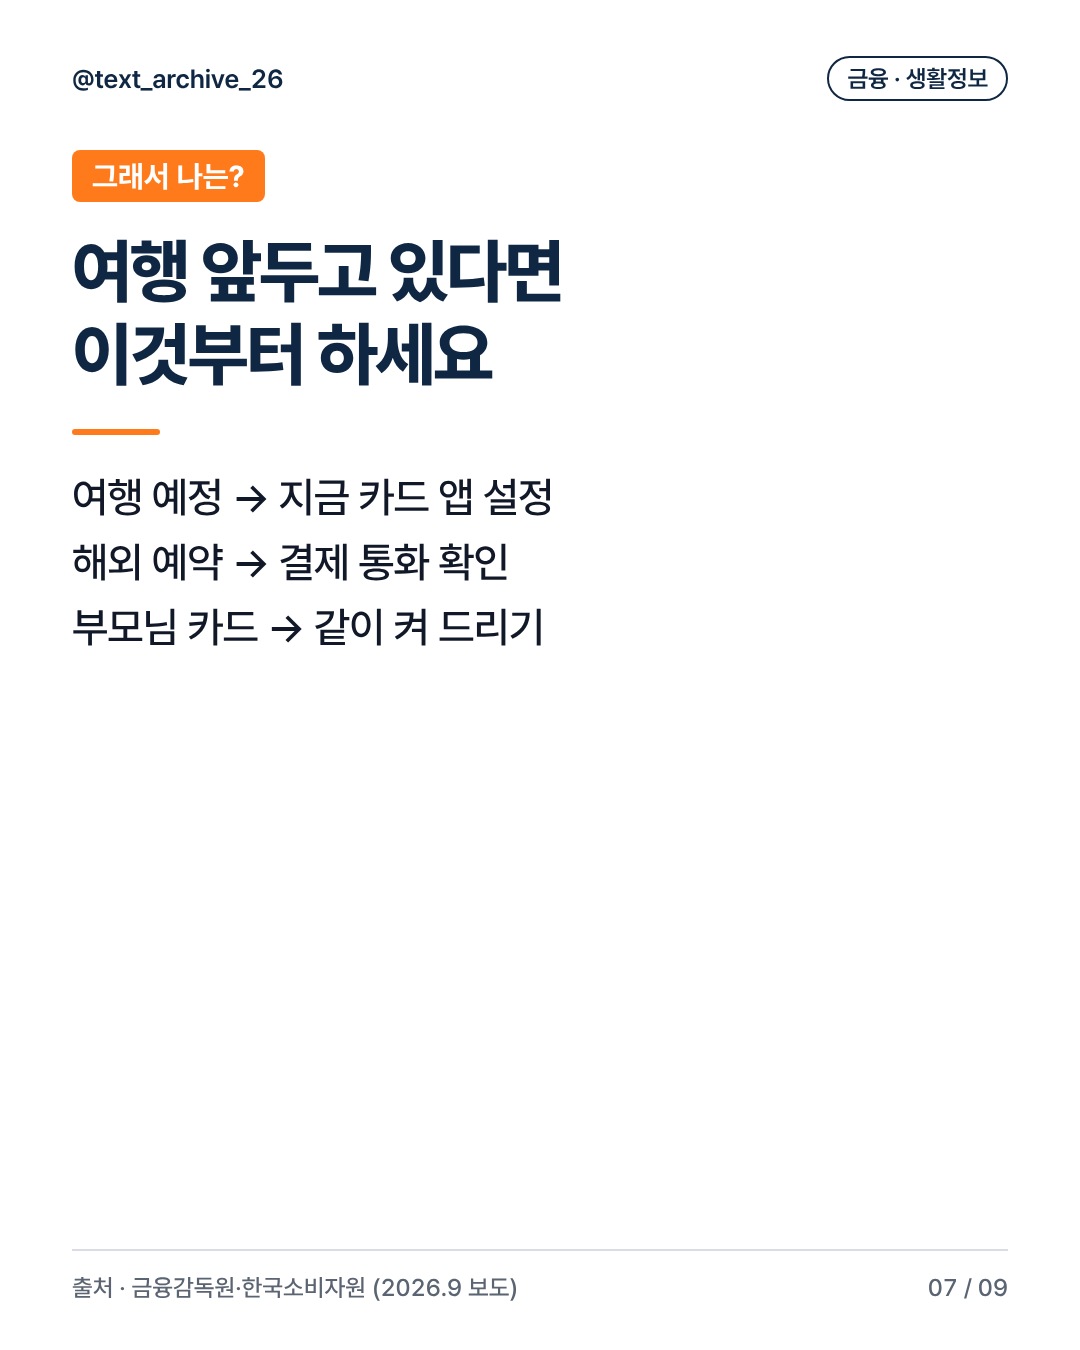 @text_archive_26
금융 · 생활정보
그래서 나는?
여행 앞두고 있다면
이것부터 하세요
여행 예정 → 지금 카드 앱 설정
해외 예약 → 결제 통화 확인
부모님 카드 → 같이 켜 드리기
출처 · 금융감독원·한국소비자원 (2026.9 보도)
07 / 09